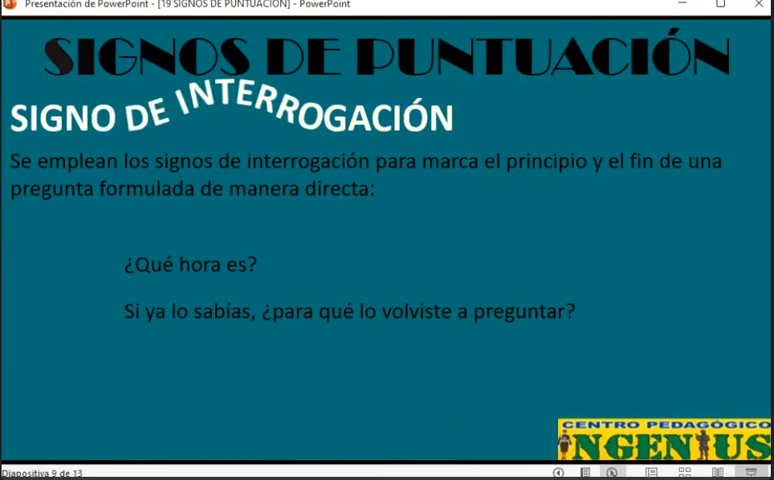 Presentación de PowerPoint - [19 SIGNOS DE PUNTUACIÓN] - PowerPoint
SIGNOS DE PUNTUACIÓN
SIGNO DE INTERROGACIÓN
Se emplean los signos de interrogación para marca el principio y el fin de una
pregunta formulada de manera directa:
¿Qué hora es?
Si ya lo sabías, ¿para qué lo volviste a preguntar?
CENTRO PEDAGÓGICO
INGENIUS
Diapositiva 9 de 13